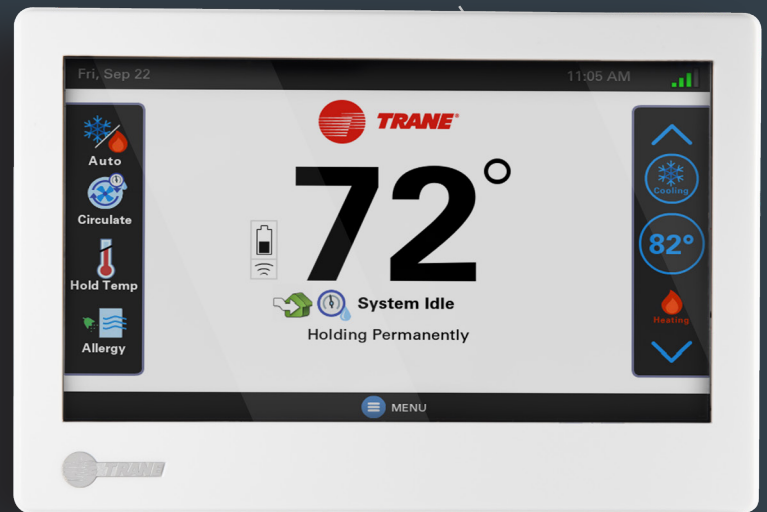 Fri, Sep 22
11:05 AM
TRANE®
Auto
Circulate
Hold Temp
Allergy
72°
System Idle
Holding Permanently
Cooling
82°
Heating
MENU
TRANE